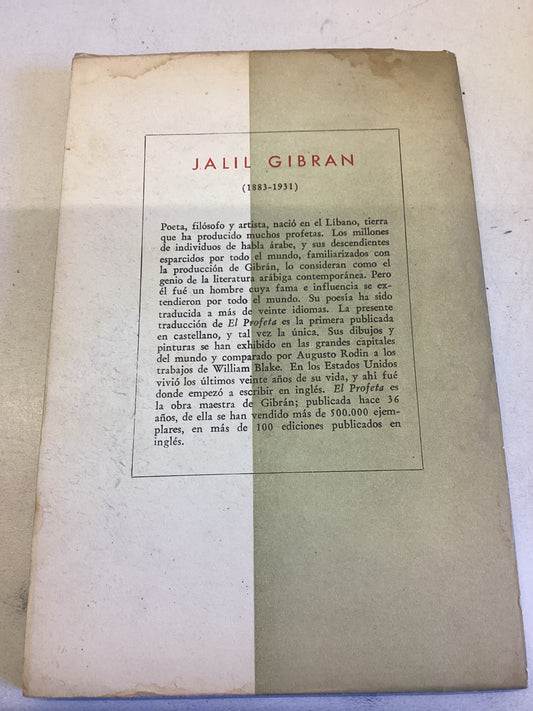 JALIL GIBRAN
(1883-1931)
Poeta, filósofo y artista, nació en el Líbano, tierra
que ha producido muchos profetas. Los millones
de individuos de habla árabe, y sus descendientes
esparcidos por todo el mundo, familiarizados con
la producción de Gibrán, lo consideran como el
genio de la literatura arábiga contemporánea. Pero
él fué un hombre cuya fama e influencia se ex-
tendieron por todo el mundo. Su poesía ha sido
traducida a más de veinte idiomas. La presente
traducción de El Profeta es la primera publicada
en castellano, y tal vez la única. Sus dibujos y
pinturas se han exhibido en las grandes capitales
del mundo y comparado por Augusto Rodin a los
trabajos de William Blake. En los Estados Unidos
vivió los últimos veinte años de su vida, y ahí fué
donde empezó a escribir en inglés. El Profeta es
la obra maestra de Gibrán; publicada hace 36
años, de ella se han vendido más de 500.000 ejem-
plares, en más de 100 ediciones publicados en
inglés.